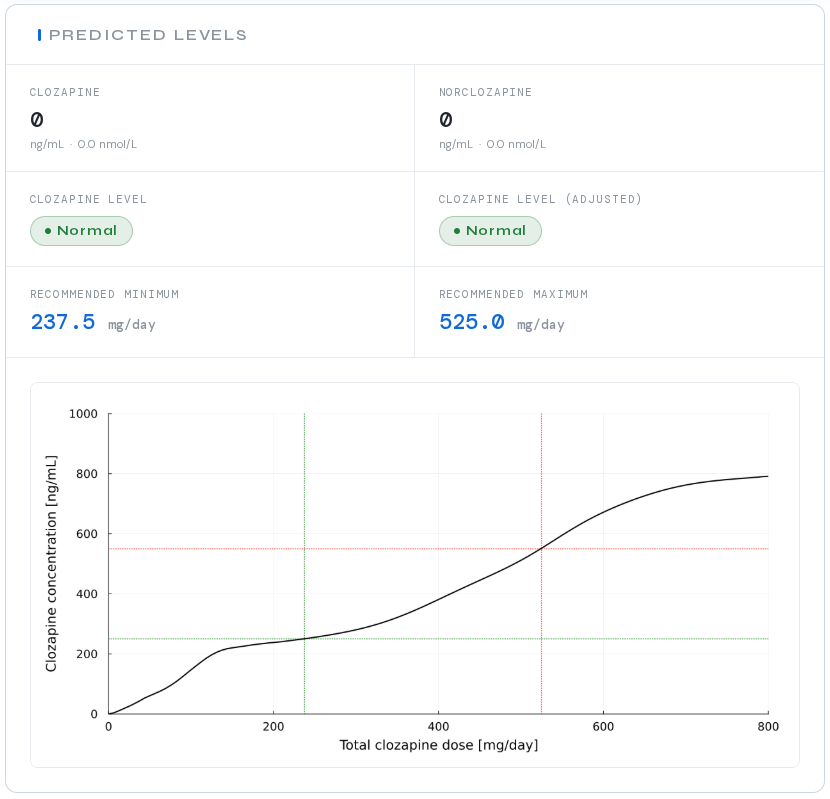 PREDICTED LEVELS
CLOZAPINE
0
ng/mL · 0.0 nmol/L
NORCLOZAPINE
0
ng/mL · 0.0 nmol/L
CLOZAPINE LEVEL
Normal
CLOZAPINE LEVEL (ADJUSTED)
Normal
RECOMMENDED MINIMUM
237.5 mg/day
RECOMMENDED MAXIMUM
525.0 mg/day
Clozapine concentration [ng/mL]
1000
800
600
400
200
0
0 200 400 600 800
Total clozapine dose [mg/day]